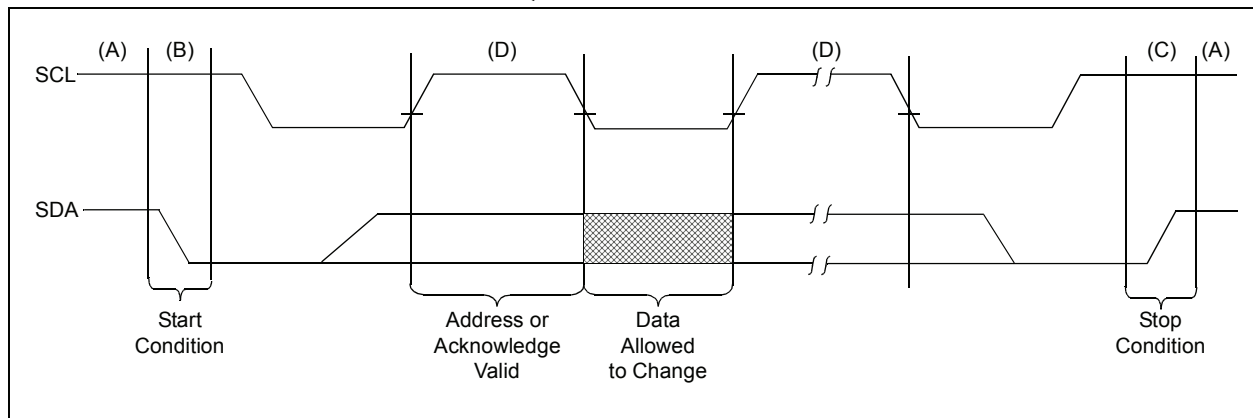 (A)
(B)
(D)
(D)
(C)
(A)
SCL
SDA
Start
Condition
Address or
Acknowledge
Valid
Data
Allowed
to Change
Stop
Condition